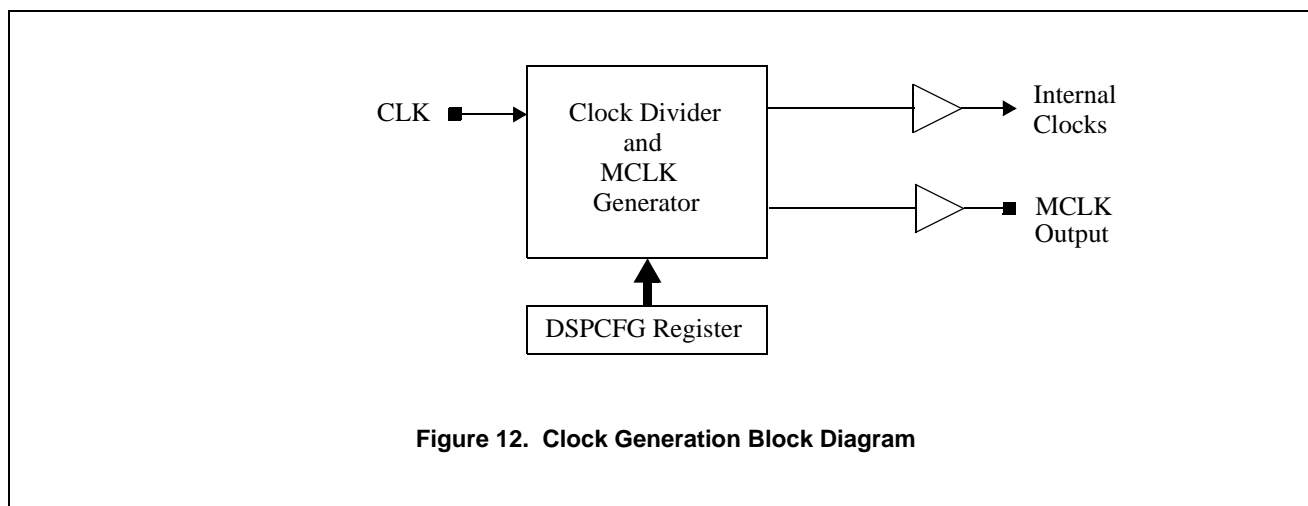 CLK
Clock Divider
and
MCLK
Generator
Internal
Clocks
MCLK
Output
DSPCFG Register
Figure 12. Clock Generation Block Diagram